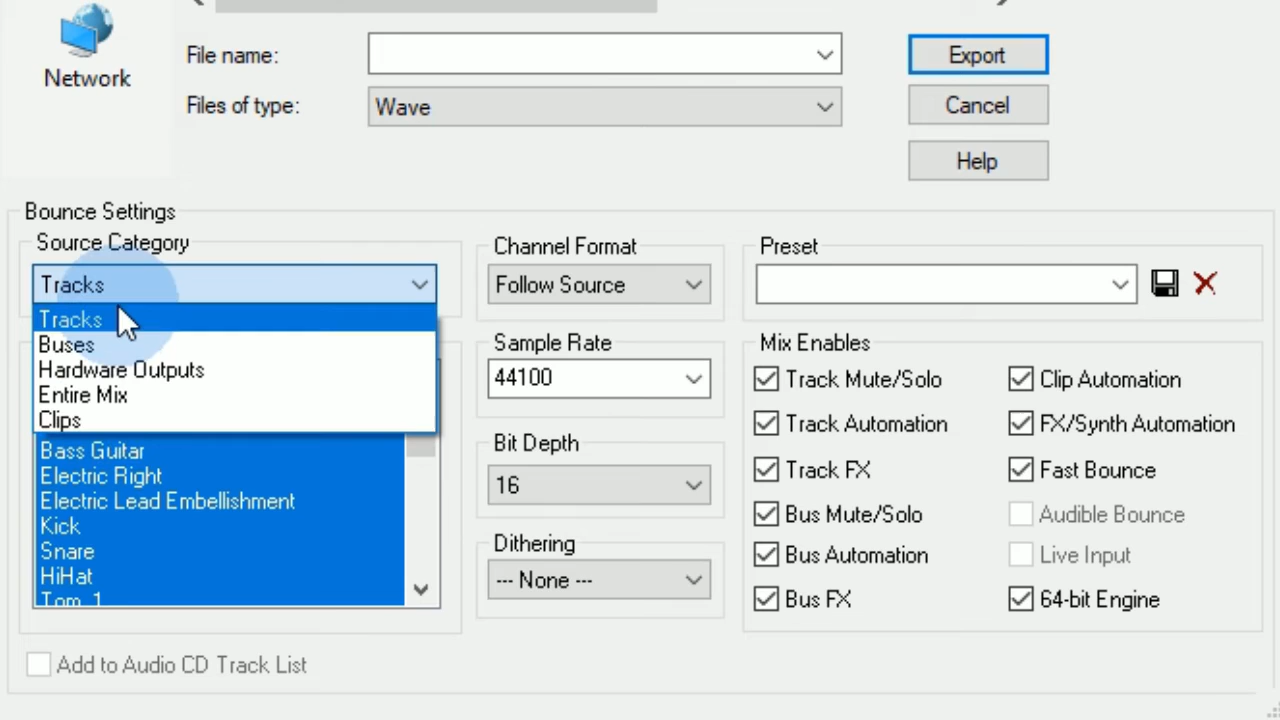 Network
File name:
Export
Files of type:
Wave
Cancel
Help
Bounce Settings
Source Category
Tracks
Tracks
Buses
Hardware Outputs
Entire Mix
Clips
Bass Guitar
Electric Right
Electric Lead Embellishment
Kick
Snare
HiHat
Tom 1
Add to Audio CD Track List
Channel Format
Follow Source
Sample Rate
44100
Bit Depth
16
Dithering
--- None ---
Preset
Mix Enables
Track Mute/Solo
Track Automation
Track FX
Bus Mute/Solo
Bus Automation
Bus FX
Clip Automation
FX/Synth Automation
Fast Bounce
Audible Bounce
Live Input
64-bit Engine